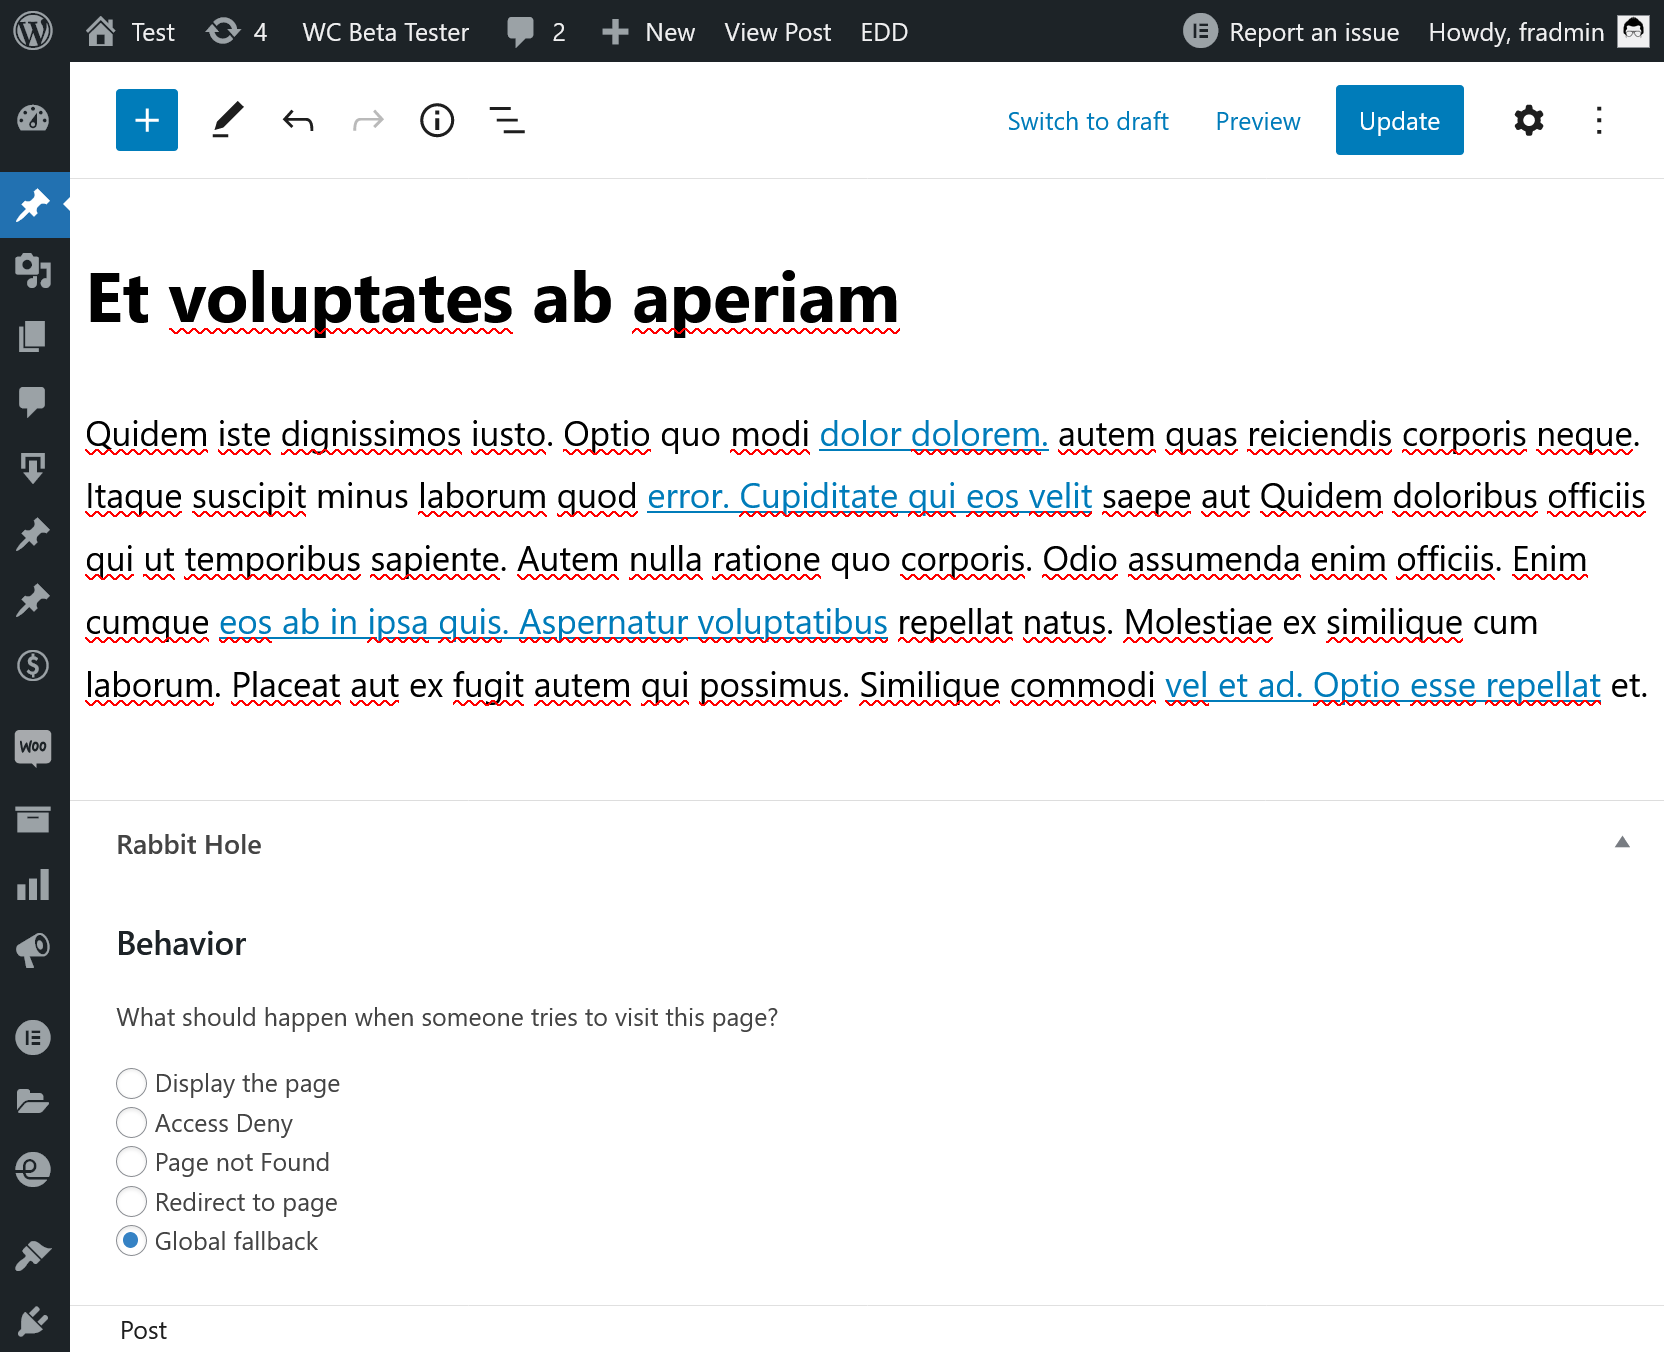 Test 4 WC Beta Tester 2 New View Post EDD Report an issue Howdy, fradmin
Switch to draft Preview Update
Et voluptates ab aperiam
Quidem iste dignissimos iusto. Optio quo modi dolor dolorem. autem quas reiciendis corporis neque.
Itaque suscipit minus laborum quod error. Cupiditate qui eos velit saepe aut Quidem doloribus officiis
qui ut temporibus sapiente. Autem nulla ratione quo corporis. Odio assumenda enim officiis. Enim
cumque eos ab in ipsa quis. Aspernatur voluptatibus repellat natus. Molestiae ex similique cum
laborum. Placeat aut ex fugit autem qui possimus. Similique commodi vel et ad. Optio esse repellat et.
Woo
Rabbit Hole
Behavior
What should happen when someone tries to visit this page?
Display the page
Access Deny
Page not Found
Redirect to page
Global fallback
Post